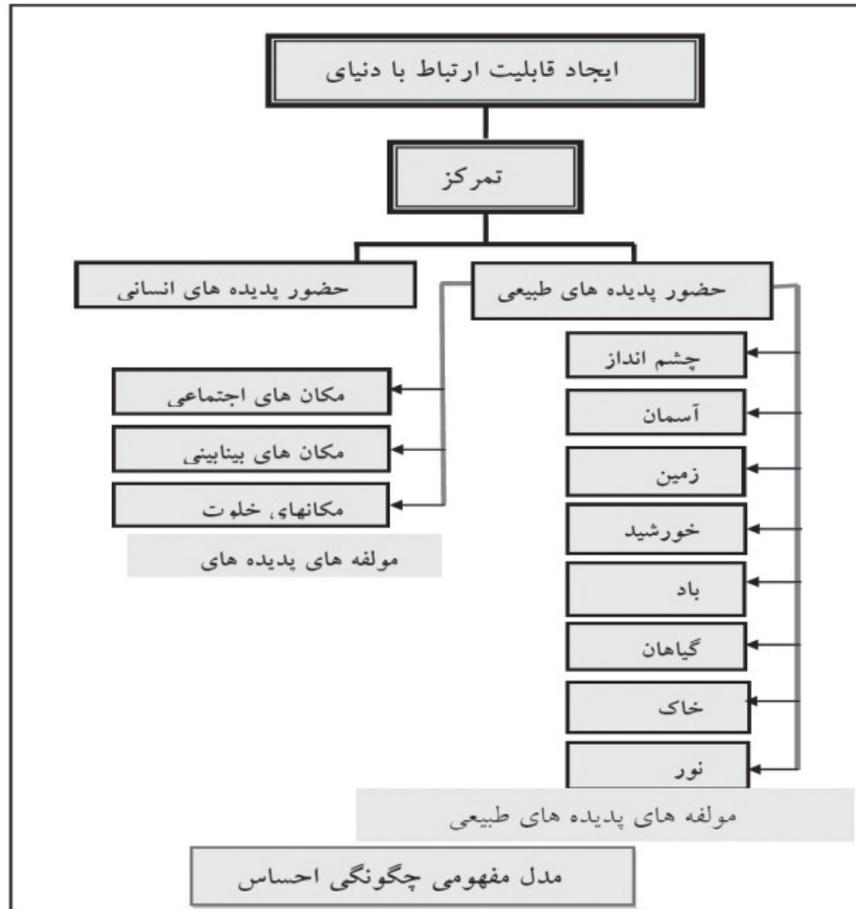 ایجاد قابلیت ارتباط با دنیای
تمرکز
حضور پدیده های طبیعی
حضور پدیده های انسانی
چشم انداز
آسمان
زمین
خورشید
باد
گیاهان
خاک
نور
مولفه های پدیده های طبیعی
مکان های اجتماعی
مکان های بینابینی
مکانهای خلوت
مولفه های پدیده های
مدل مفهومی چگونگی احساس